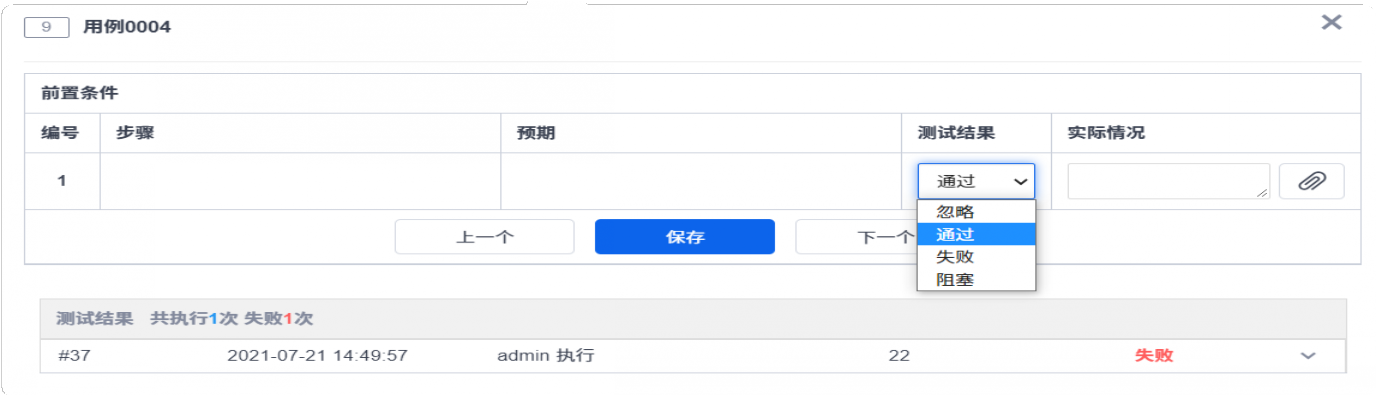 9 用例0004
前置条件
编号 步骤 预期 测试结果 实际情况
1 通过
忽略
上一个 保存 下一个 通过
失败
阻塞
测试结果 共执行1次 失败1次
#37 2021-07-21 14:49:57 admin 执行 22 失败